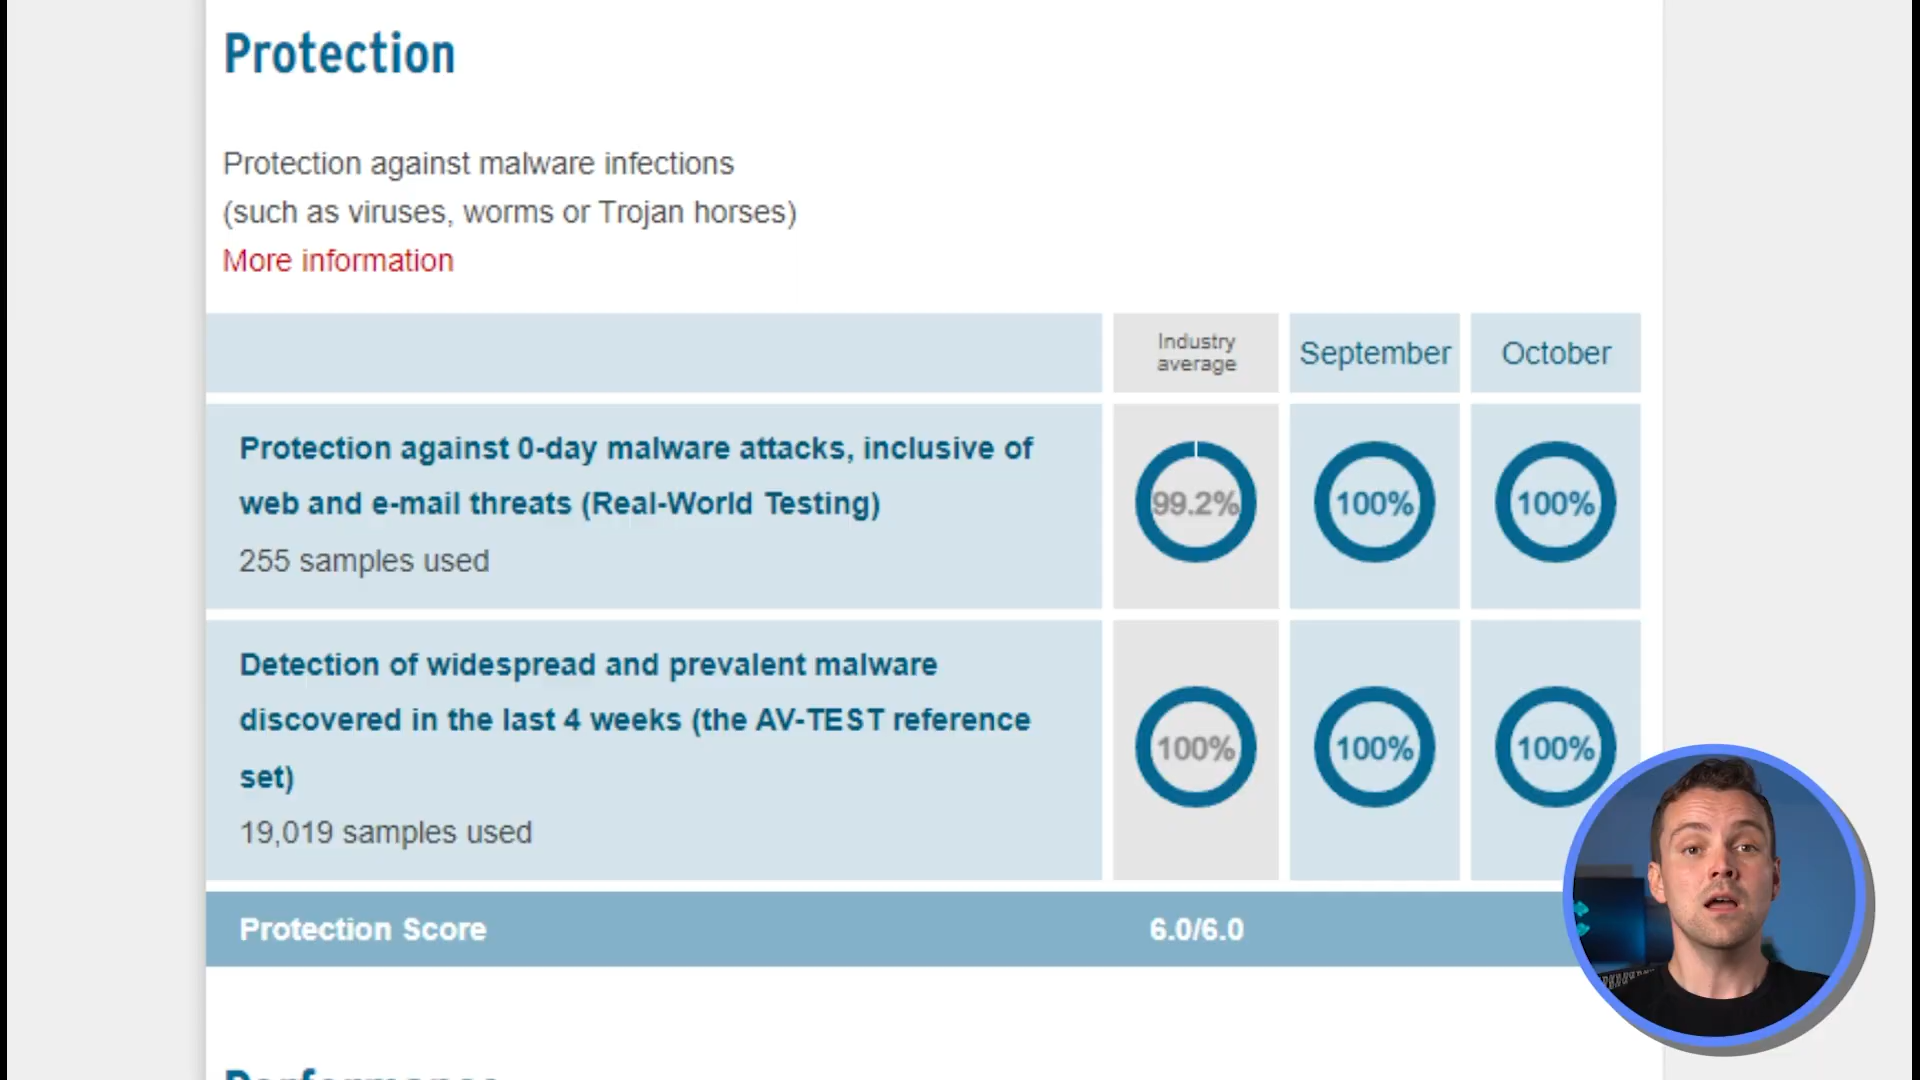 Protection
Protection against malware infections
(such as viruses, worms or Trojan horses)
More information
Industry
average
September
October
Protection against 0-day malware attacks, inclusive of
web and e-mail threats (Real-World Testing)
255 samples used
99.2%
100%
100%
Detection of widespread and prevalent malware
discovered in the last 4 weeks (the AV-TEST reference
set)
19,019 samples used
100%
100%
100%
Protection Score
6.0/6.0